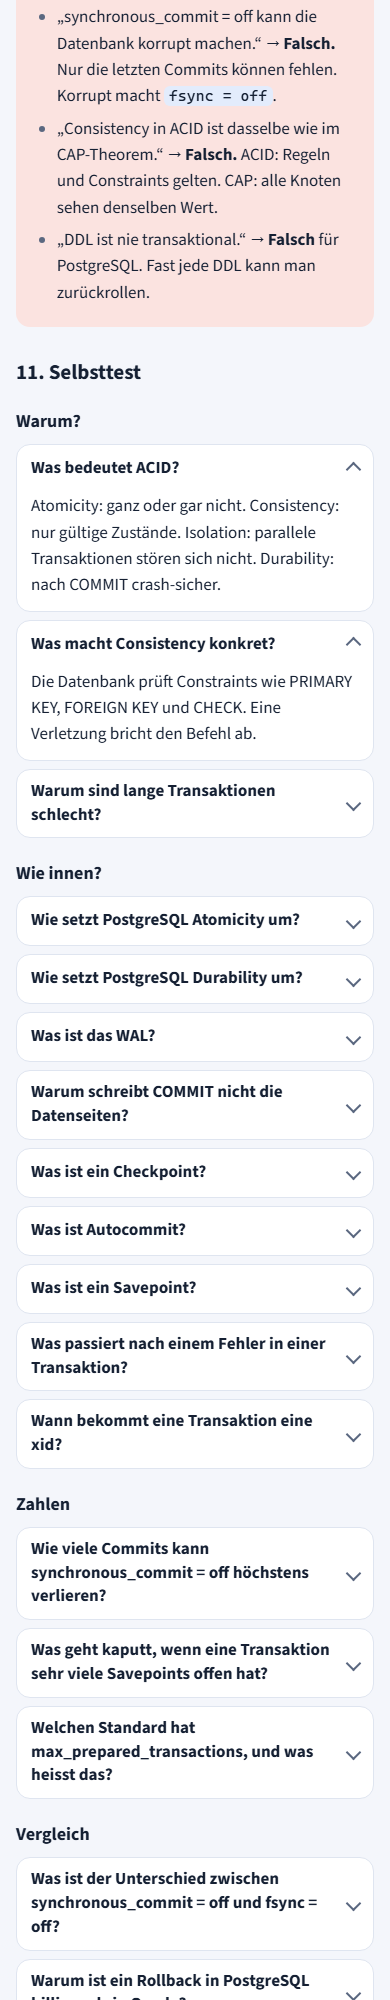 „synchronous_commit = off kann die
Datenbank korrupt machen.“ → Falsch.
Nur die letzten Commits können fehlen.
Korrupt macht fsync = off.
„Consistency in ACID ist dasselbe wie im
CAP-Theorem.“ → Falsch. ACID: Regeln
und Constraints gelten. CAP: alle Knoten
sehen denselben Wert.
„DDL ist nie transaktional.“ → Falsch für
PostgreSQL. Fast jede DDL kann man
zurückrollen.
11. Selbsttest
Warum?
Was bedeutet ACID?
Atomicity: ganz oder gar nicht. Consistency:
nur gültige Zustände. Isolation: parallele
Transaktionen stören sich nicht. Durability:
nach COMMIT crash-sicher.
Was macht Consistency konkret?
Die Datenbank prüft Constraints wie PRIMARY
KEY, FOREIGN KEY und CHECK. Eine
Verletzung bricht den Befehl ab.
Warum sind lange Transaktionen
schlecht?
Wie innen?
Wie setzt PostgreSQL Atomicity um?
Wie setzt PostgreSQL Durability um?
Was ist das WAL?
Warum schreibt COMMIT nicht die
Datenseiten?
Was ist ein Checkpoint?
Was ist Autocommit?
Was ist ein Savepoint?
Was passiert nach einem Fehler in einer
Transaktion?
Wann bekommt eine Transaktion eine
xid?
Zahlen
Wie viele Commits kann
synchronous_commit = off höchstens
verlieren?
Was geht kaputt, wenn eine Transaktion
sehr viele Savepoints offen hat?
Welchen Standard hat
max_prepared_transactions, und was
heisst das?
Vergleich
Was ist der Unterschied zwischen
synchronous_commit = off und fsync =
off?
Warum ist ein Rollback in PostgreSQL